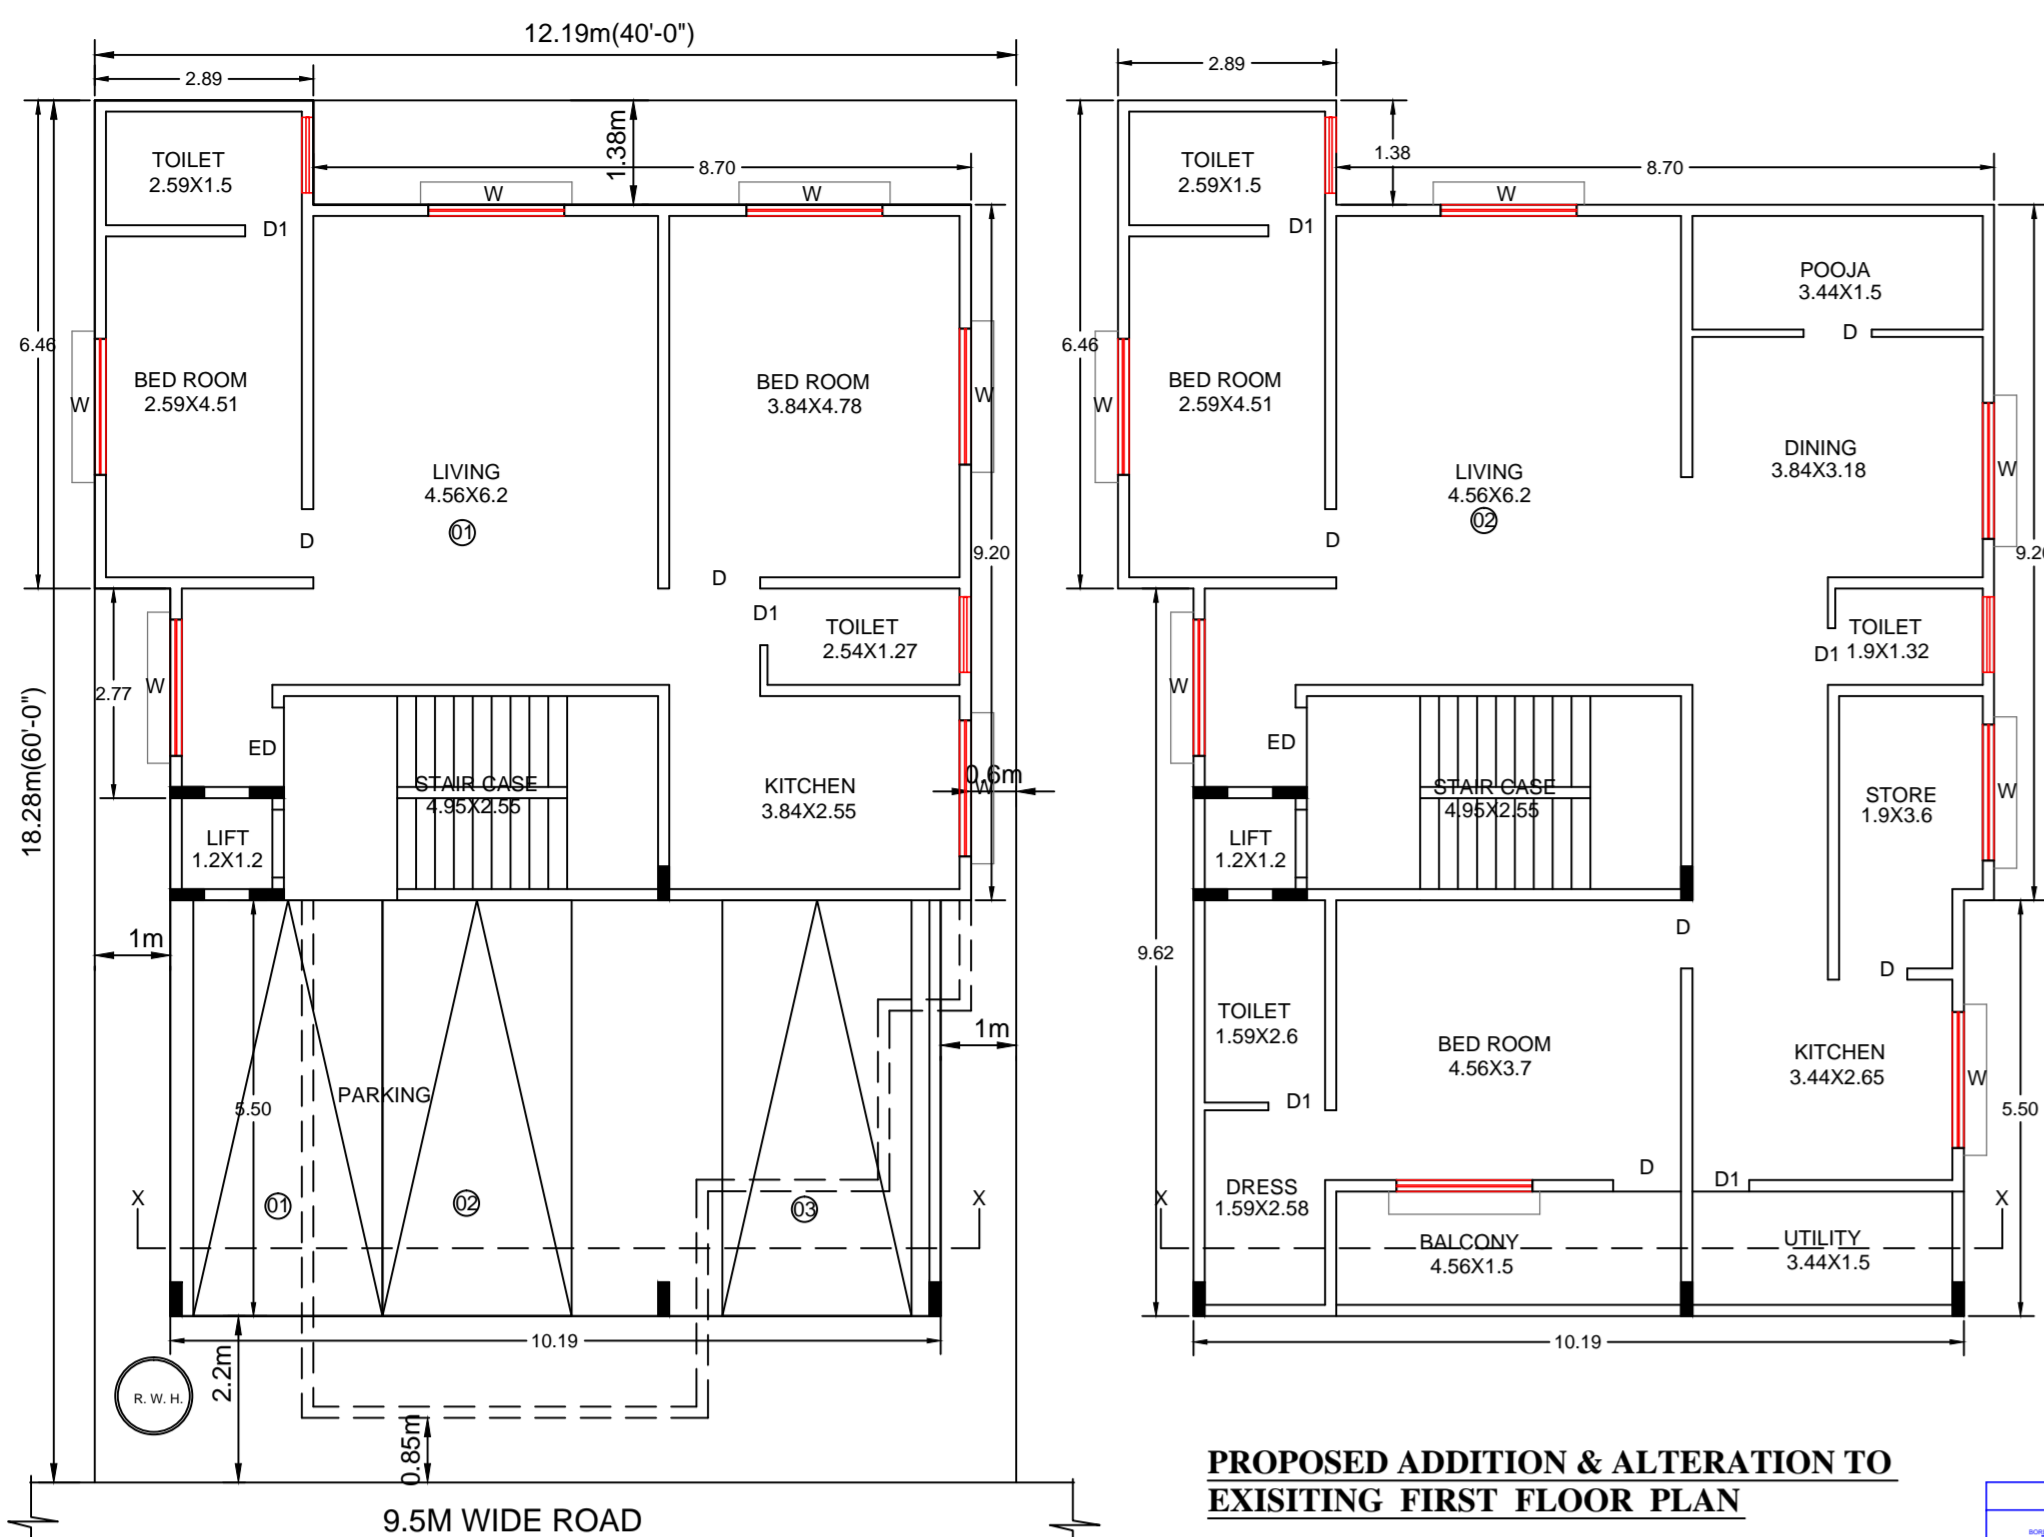 12.19m(40'-0")
2.89
1.38m
8.70
TOILET
2.59X1.5
W
W
D1
6.46
W
BED ROOM
2.59X4.51
BED ROOM
3.84X4.78
W
LIVING
4.56X6.2
01
D
D
9.20
D1
TOILET
2.54X1.27
2.77
W
18.28m(60'-0")
ED
STAIR CASE
4.95X2.55
KITCHEN
3.84X2.55
0.6m
W
LIFT
1.2X1.2
1m
1m
PARKING
5.50
X
01
02
03
X
10.19
2.2m
R. W. H.
0.85m
9.5M WIDE ROAD
2.89
1.38
8.70
TOILET
2.59X1.5
W
D1
POOJA
3.44X1.5
D
6.46
W
BED ROOM
2.59X4.51
DINING
3.84X3.18
W
LIVING
4.56X6.2
02
D
TOILET
1.9X1.32
D1
W
ED
STAIR CASE
4.95X2.55
STORE
1.9X3.6
W
LIFT
1.2X1.2
D
9.62
D
TOILET
1.59X2.6
BED ROOM
4.56X3.7
KITCHEN
3.44X2.65
W
D1
5.50
D
D1
DRESS
1.59X2.58
X
X
BALCONY
4.56X1.5
UTILITY
3.44X1.5
10.19
PROPOSED ADDITION & ALTERATION TO
EXISITING FIRST FLOOR PLAN